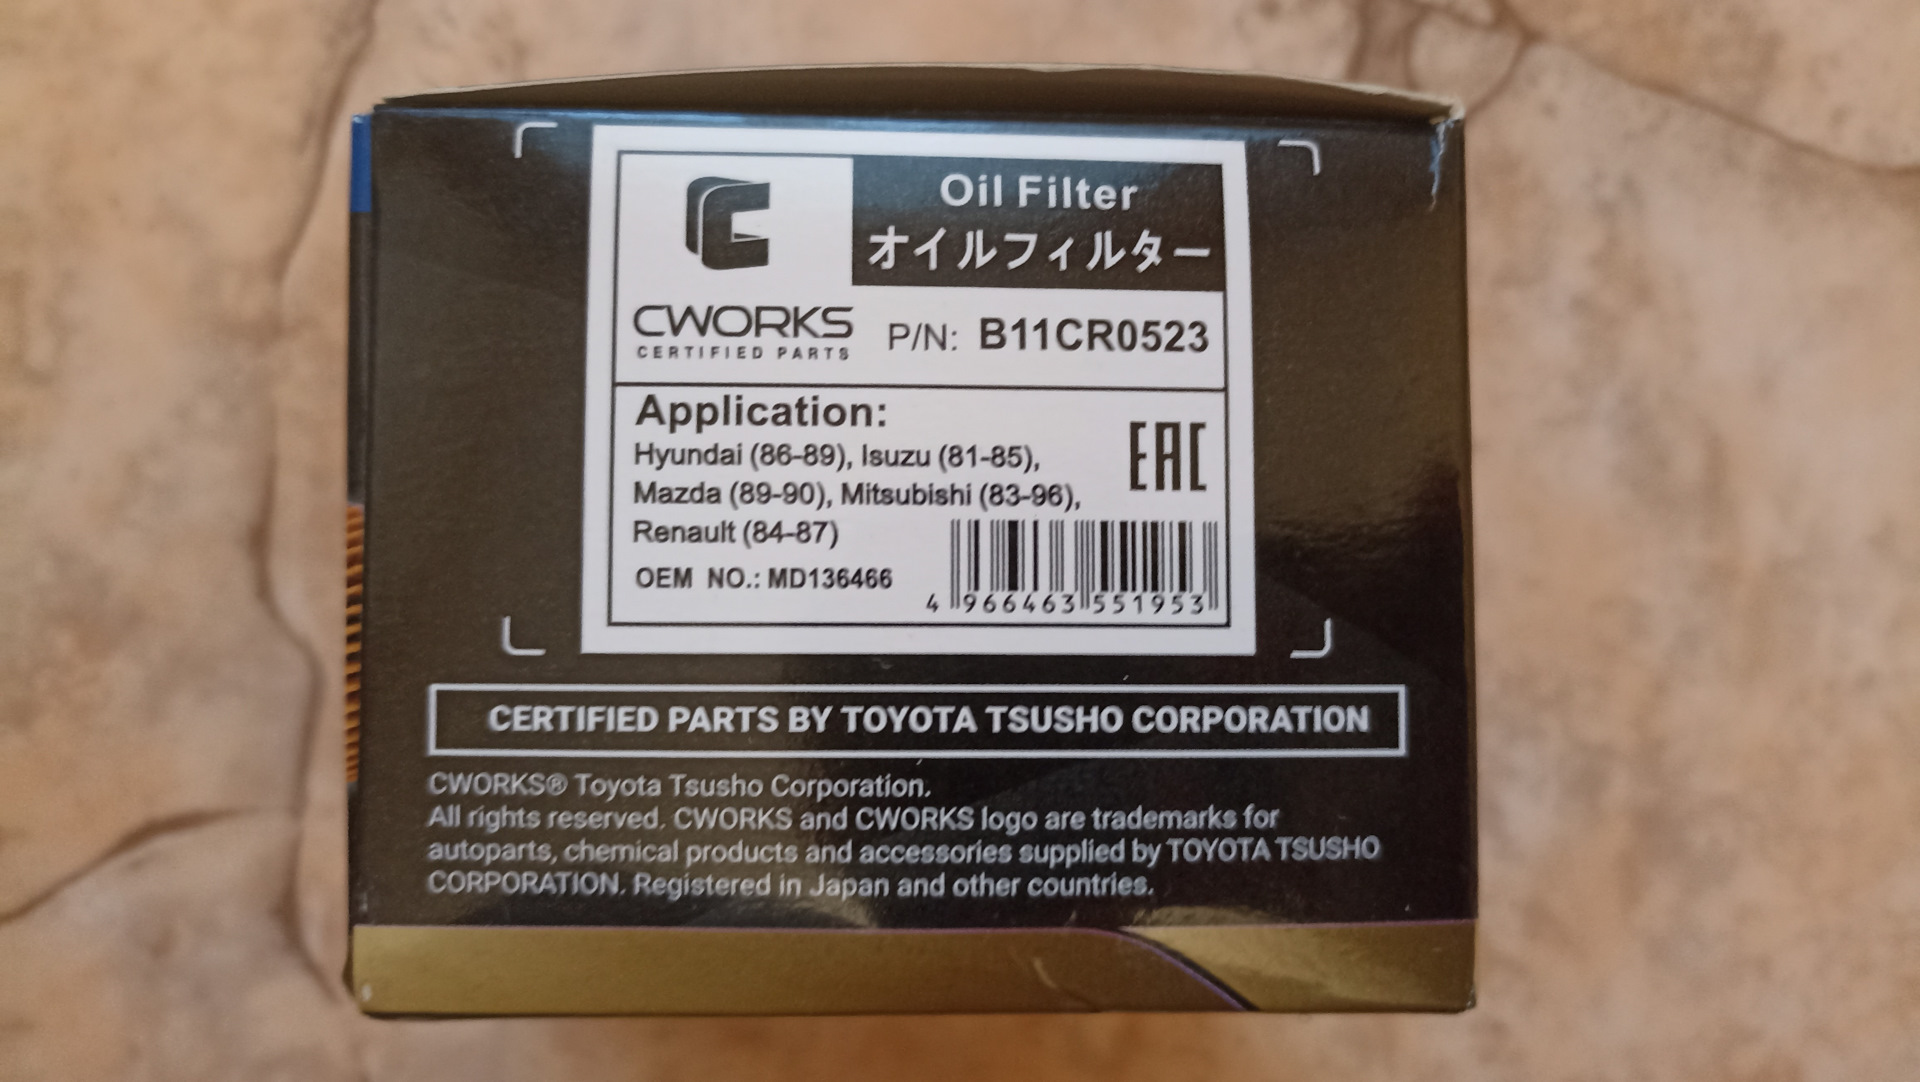 Oil Filter
オイルフィルター
CWORKS
CERTIFIED PARTS
P/N: B11CR0523
Application:
Hyundai (86-89), Isuzu (81-85),
Mazda (89-90), Mitsubishi (83-96),
Renault (84-87)
EAC
OEM NO.: MD136466
4 966463 551953
CERTIFIED PARTS BY TOYOTA TSUSHO CORPORATION
CWORKS® Toyota Tsusho Corporation.
All rights reserved. CWORKS and CWORKS logo are trademarks for
autoparts, chemical products and accessories supplied by TOYOTA TSUSHO
CORPORATION. Registered in Japan and other countries.